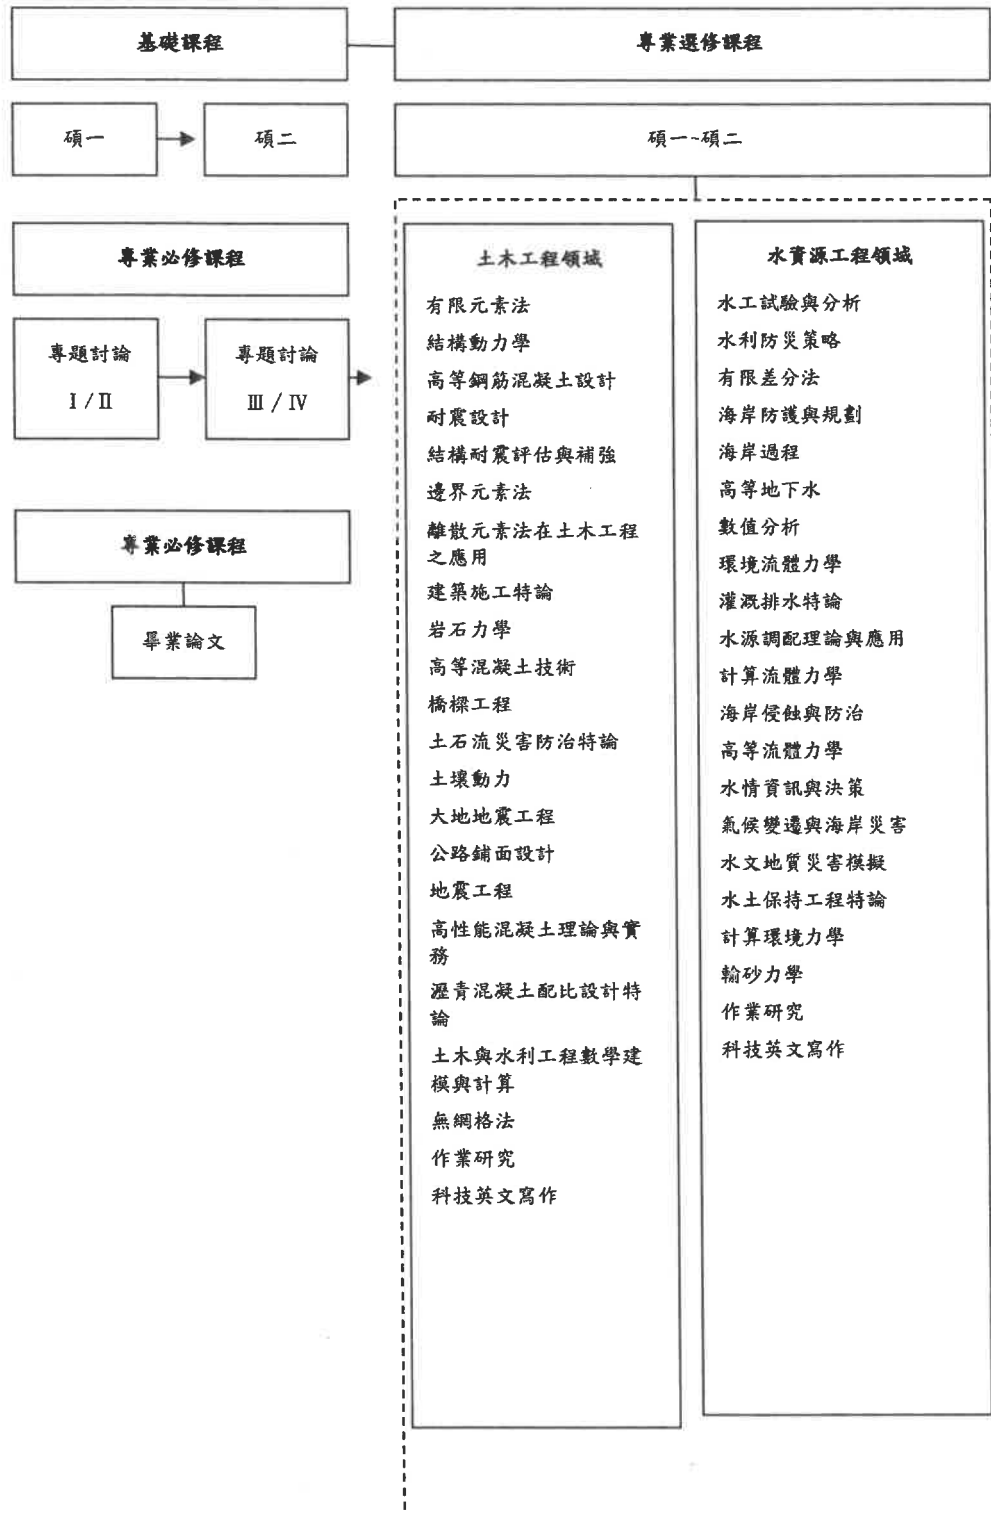 基礎課程
專業選修課程
碩一
碩二
碩一~碩二
專業必修課程
專題討論
I / II
專題討論
III / IV
專業必修課程
畢業論文
土木工程領域
有限元素法
結構動力學
高等鋼筋混凝土設計
耐震設計
結構耐震評估與補強
邊界元素法
離散元素法在土木工程
之應用
建築施工特論
岩石力學
高等混凝土技術
橋樑工程
土石流災害防治特論
土壤動力
大地地震工程
公路鋪面設計
地震工程
高性能混凝土理論與實
務
瀝青混凝土配比設計特
論
土木與水利工程數學建
模與計算
無網格法
作業研究
科技英文寫作
水資源工程領域
水工試驗與分析
水利防災策略
有限差分法
海岸防護與規劃
海岸過程
高等地下水
數值分析
環境流體力學
灌溉排水特論
水源調配理論與應用
計算流體力學
海岸侵蝕與防治
高等流體力學
水情資訊與決策
氣候變遷與海岸災害
水文地質災害模擬
水土保持工程特論
計算環境力學
輸砂力學
作業研究
科技英文寫作